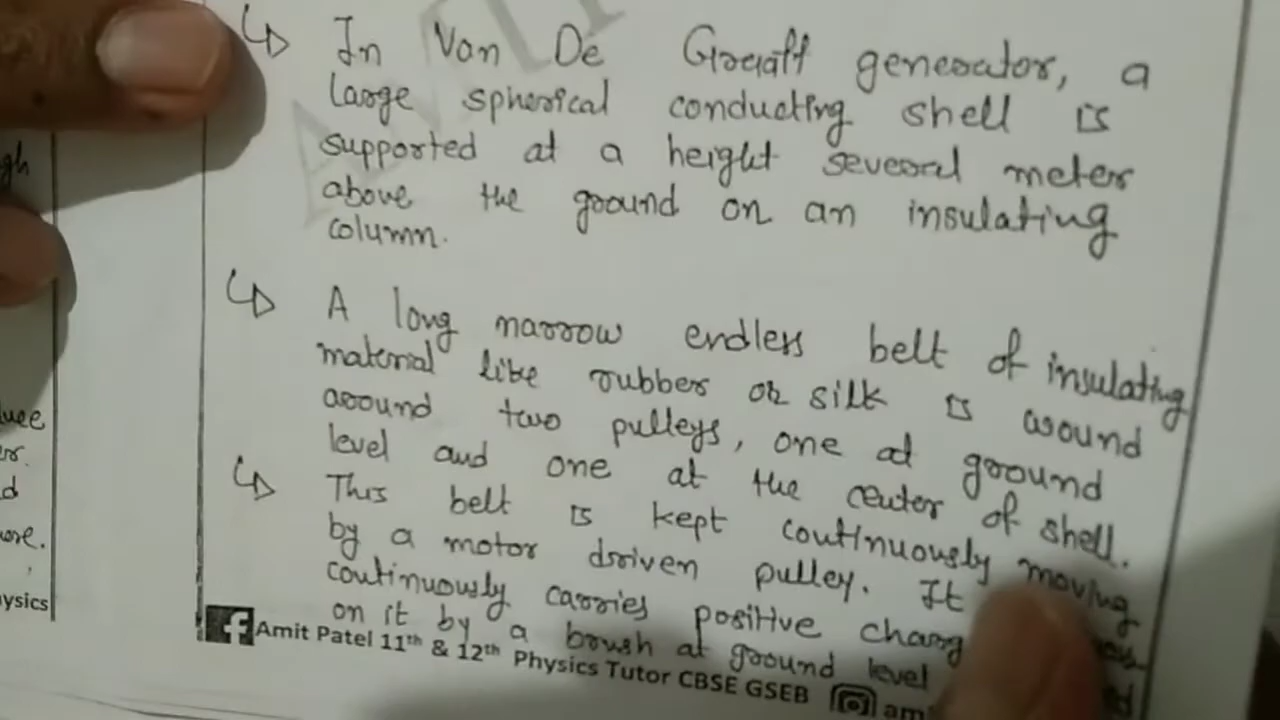 In Van De Graaff generator, a
large spherical conducting shell is
supported at a height several meter
above the ground on an insulating
column.
A long narrow endless belt of insulating
material like rubber or silk is wound
around two pulleys, one at ground
level and one at the center of shell.
This belt is kept continuously moving
by a motor driven pulley. It
continuously carries positive
on it by a brush at ground level
Amit Patel 11th & 12th Physics Tutor CBSE GSEB